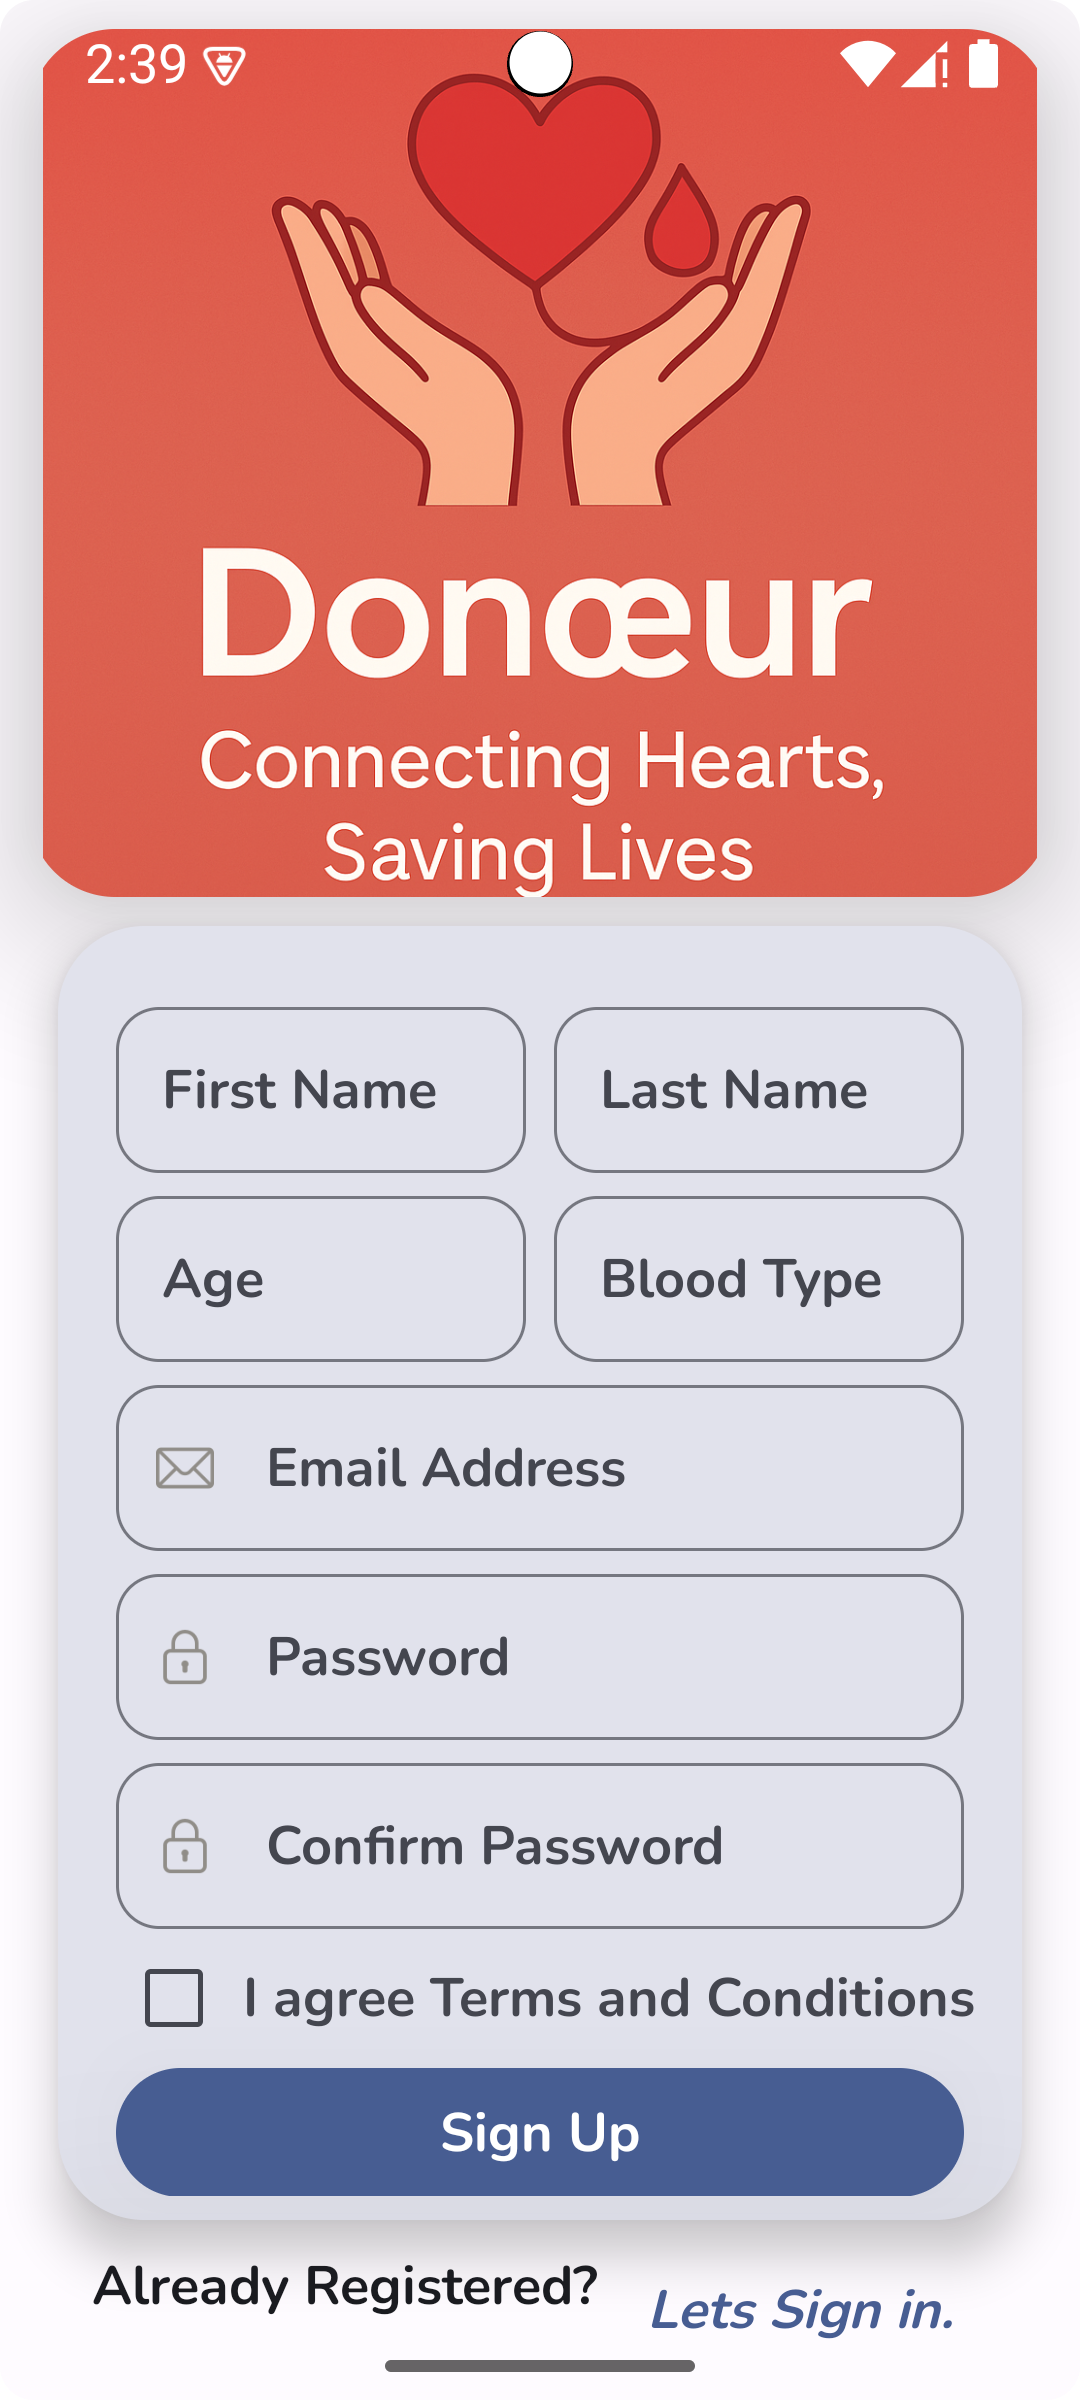 2:39
Donœur
Connecting Hearts,
Saving Lives
First Name
Last Name
Age
Blood Type
Email Address
Password
Confirm Password
I agree Terms and Conditions
Sign Up
Already Registered?
Lets Sign in.